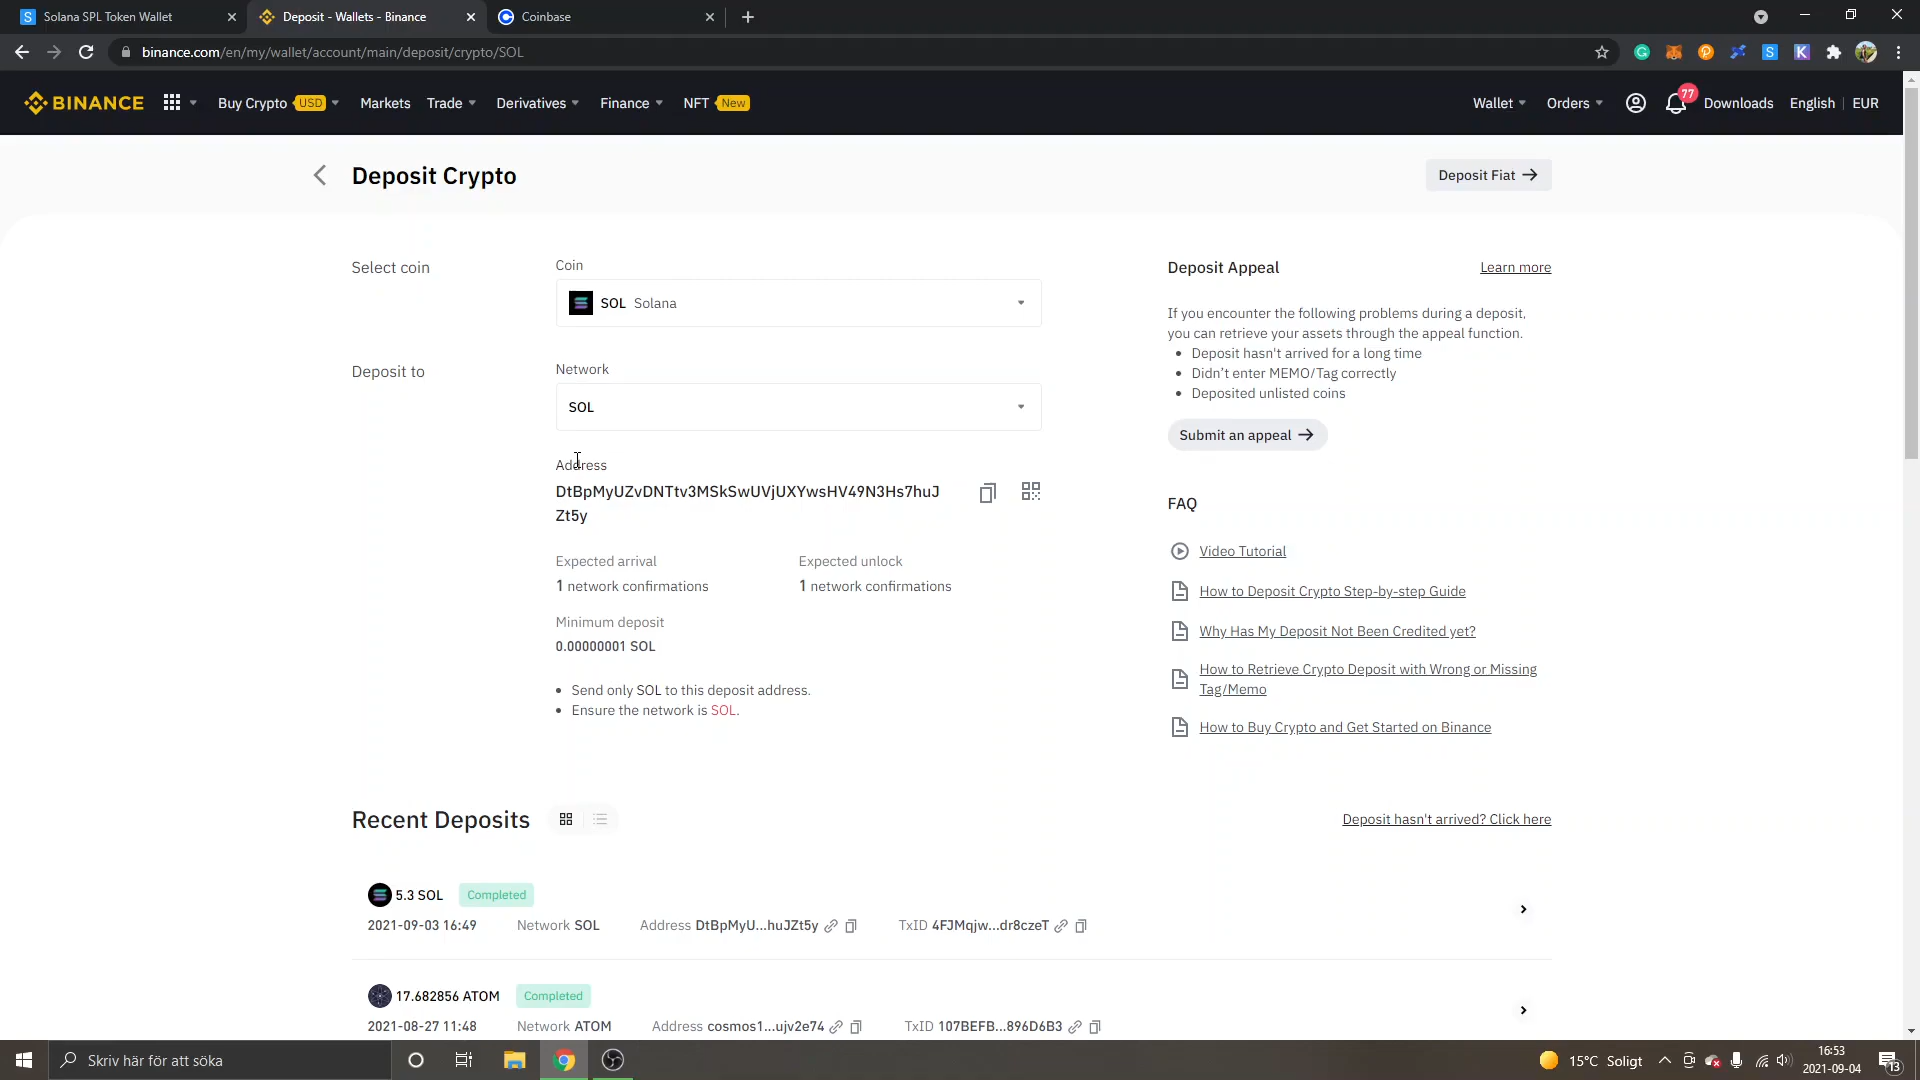 Solana SPL Token Wallet
Deposit - Wallets - Binance
Coinbase
binance.com/en/my/wallet/account/main/deposit/crypto/SOL
BINANCE
Buy Crypto USD
Markets
Trade
Derivatives
Finance
NFT New
Wallet
Orders
77
Downloads
English
EUR
Deposit Crypto
Deposit Fiat
Select coin
Coin
SOL Solana
Deposit to
Network
SOL
Address
DtBpMyUZvDNTtv3MSkSwUVjUXYwsHV49N3Hs7huJ
Zt5y
Expected arrival
1 network confirmations
Expected unlock
1 network confirmations
Minimum deposit
0.00000001 SOL
Send only SOL to this deposit address.
Ensure the network is SOL.
Deposit Appeal
Learn more
If you encounter the following problems during a deposit,
you can retrieve your assets through the appeal function.
Deposit hasn't arrived for a long time
Didn't enter MEMO/Tag correctly
Deposited unlisted coins
Submit an appeal
FAQ
Video Tutorial
How to Deposit Crypto Step-by-step Guide
Why Has My Deposit Not Been Credited yet?
How to Retrieve Crypto Deposit with Wrong or Missing
Tag/Memo
How to Buy Crypto and Get Started on Binance
Recent Deposits
Deposit hasn't arrived? Click here
5.3 SOL Completed
2021-09-03 16:49 Network SOL Address DtBpMyU...huJZt5y TxID 4FJMqjw...dr8czeT
17.682856 ATOM Completed
2021-08-27 11:48 Network ATOM Address cosmos1...ujv2e74 TxID 107BEFB...896D6B3
Skriv här för att söka
15°C Soligt
16:53
2021-09-04
13